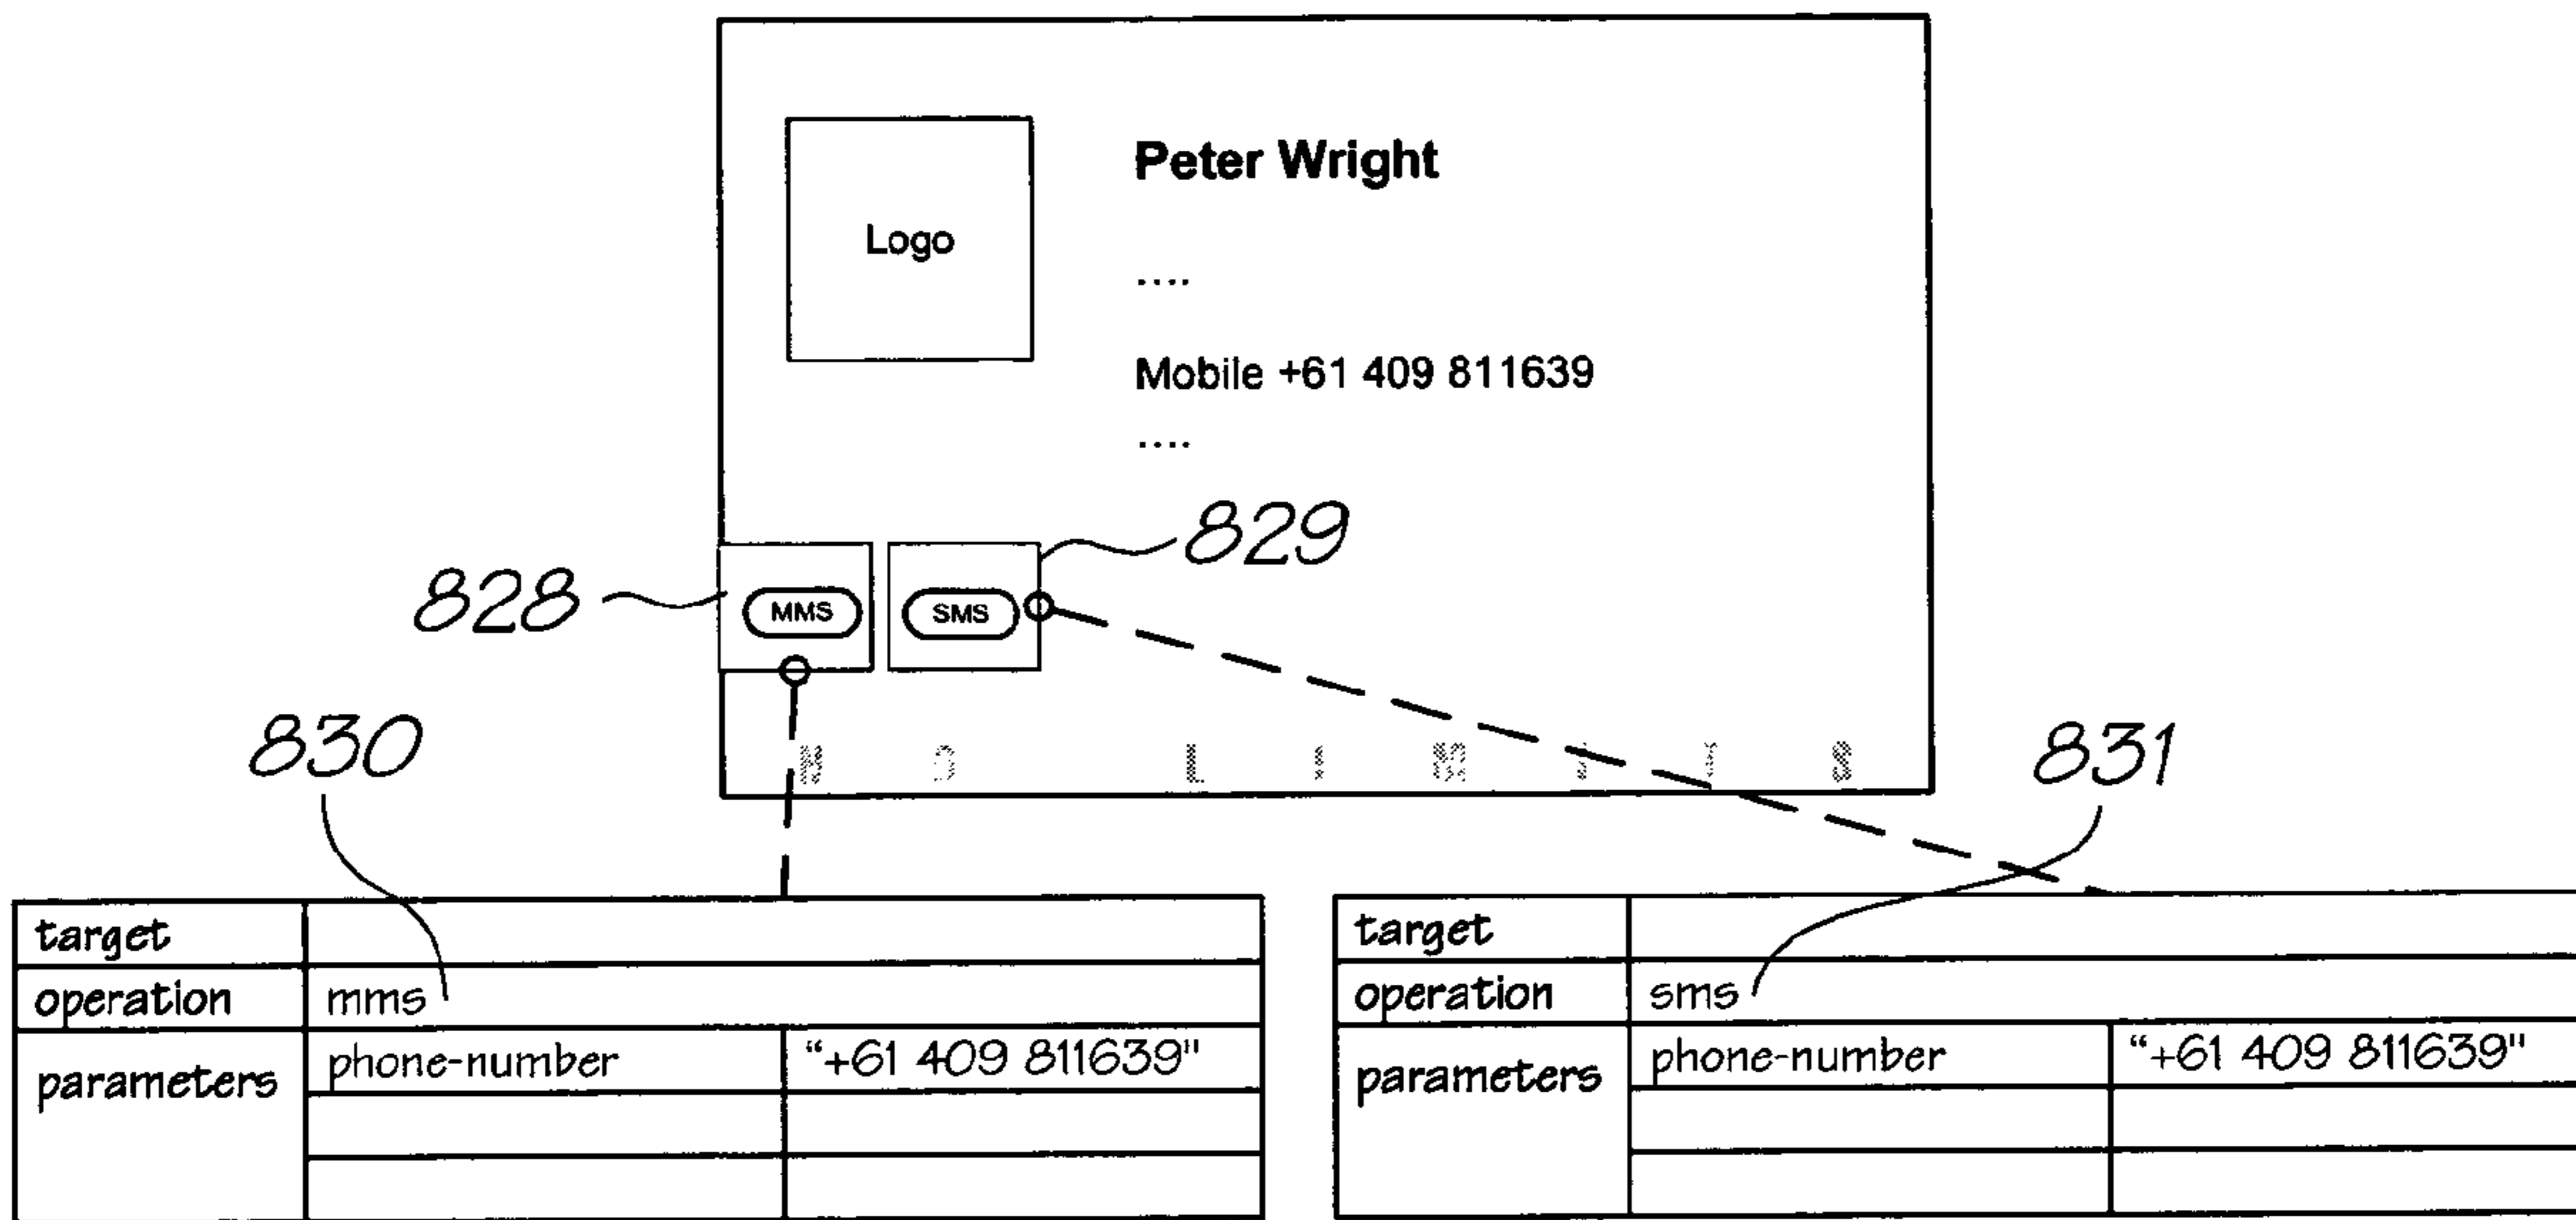 Peter Wright
Logo
....
Mobile +61 409 811639
....
829
828
MMS SMS
N O L I M I T S
830
831
target
operation mms
parameters phone-number "+61 409 811639"
target
operation sms
parameters phone-number "+61 409 811639"